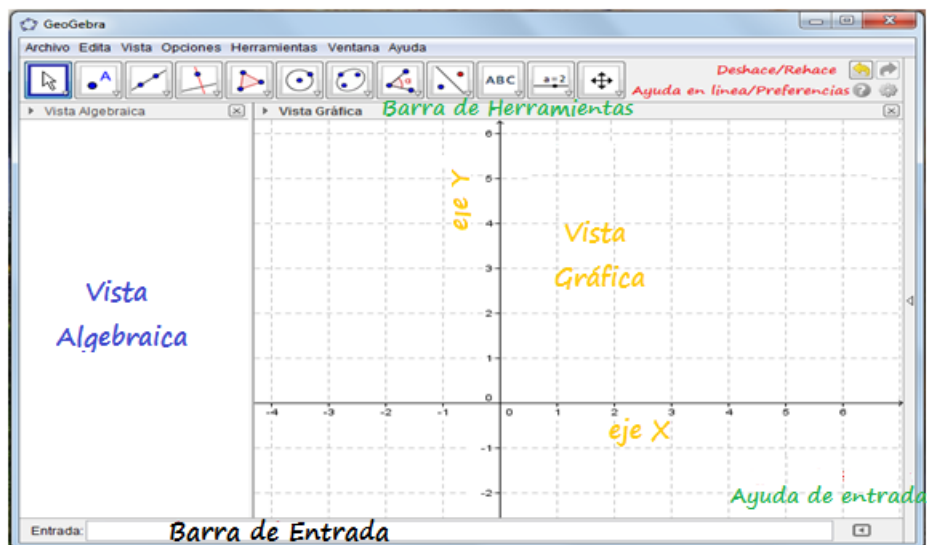 GeoGebra
Archivo Edita Vista Opciones Herramientas Ventana Ayuda
A
α
ABC
a=2
Deshace/Rehace
Ayuda en linea/Preferencias
Vista Algebraica
Vista Gráfica
Barra de Herramientas
6
5
4
3
2
1
0
-1
-2
eje Y
Vista
Gráfica
Vista
Algebraica
-4 -3 -2 -1 0 1 2 3 4 5 6
eje X
Ayuda de entrada
Entrada:
Barra de Entrada